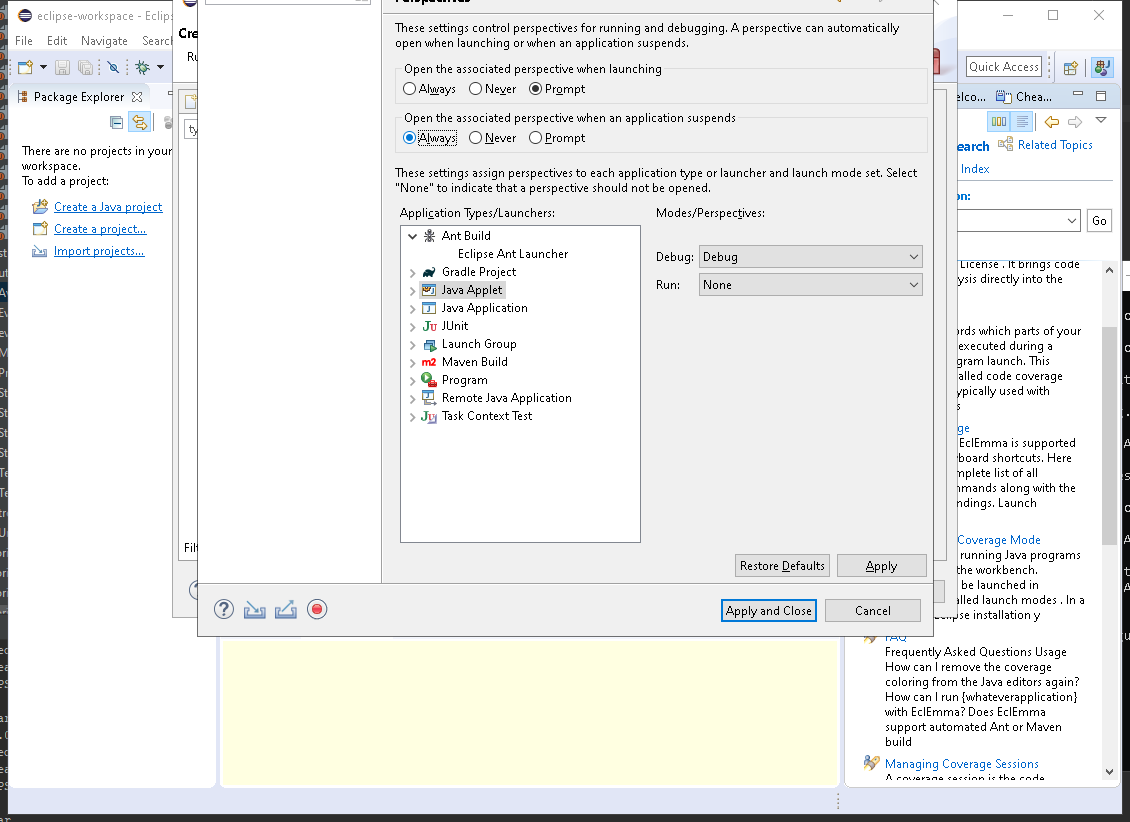 eclipse-workspace - Eclips
File Edit Navigate Searc
Quick Access
Package Explorer
There are no projects in your
workspace.
To add a project:
Create a Java project
Create a project...
Import projects...
Cre
Ru
ty
Filt
These settings control perspectives for running and debugging. A perspective can automatically
open when launching or when an application suspends.
Open the associated perspective when launching
Always Never Prompt
Open the associated perspective when an application suspends
Always Never Prompt
These settings assign perspectives to each application type or launcher and launch mode set. Select
"None" to indicate that a perspective should not be opened.
Application Types/Launchers:
Ant Build
Eclipse Ant Launcher
Gradle Project
Java Applet
Java Application
JUnit
Launch Group
Maven Build
Program
Remote Java Application
Task Context Test
Modes/Perspectives:
Debug: Debug
Run: None
Restore Defaults Apply
Apply and Close Cancel
elco... Chea...
earch Related Topics
Index
on:
Go
License . It brings code
ysis directly into the
ords which parts of your
executed during a
gram launch. This
alled code coverage
typically used with
s
ge
EclEmma is supported
board shortcuts. Here
mplete list of all
mmands along with the
ndings. Launch
Coverage Mode
running Java programs
the workbench.
be launched in
alled launch modes . In a
Eclipse installation y
FAQ
Frequently Asked Questions Usage
How can I remove the coverage
coloring from the Java editors again?
How can I run {whateverapplication}
with EclEmma? Does EclEmma
support automated Ant or Maven
build
Managing Coverage Sessions
A coverage session is the code